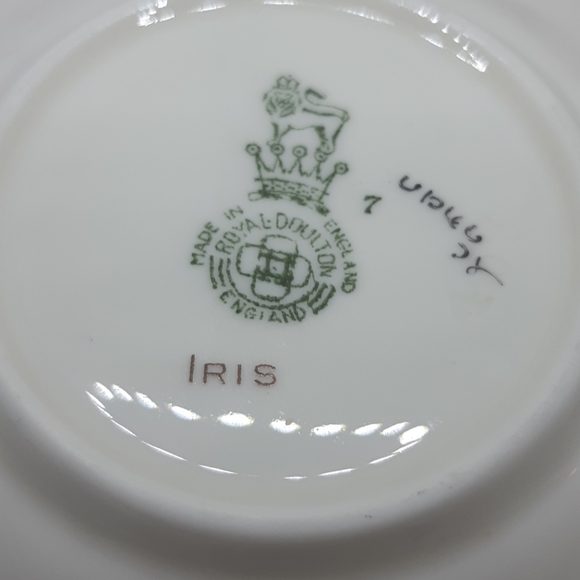 MADE IN ENGLAND
ROYAL DOULTON
ENGLAND
7
IRIS